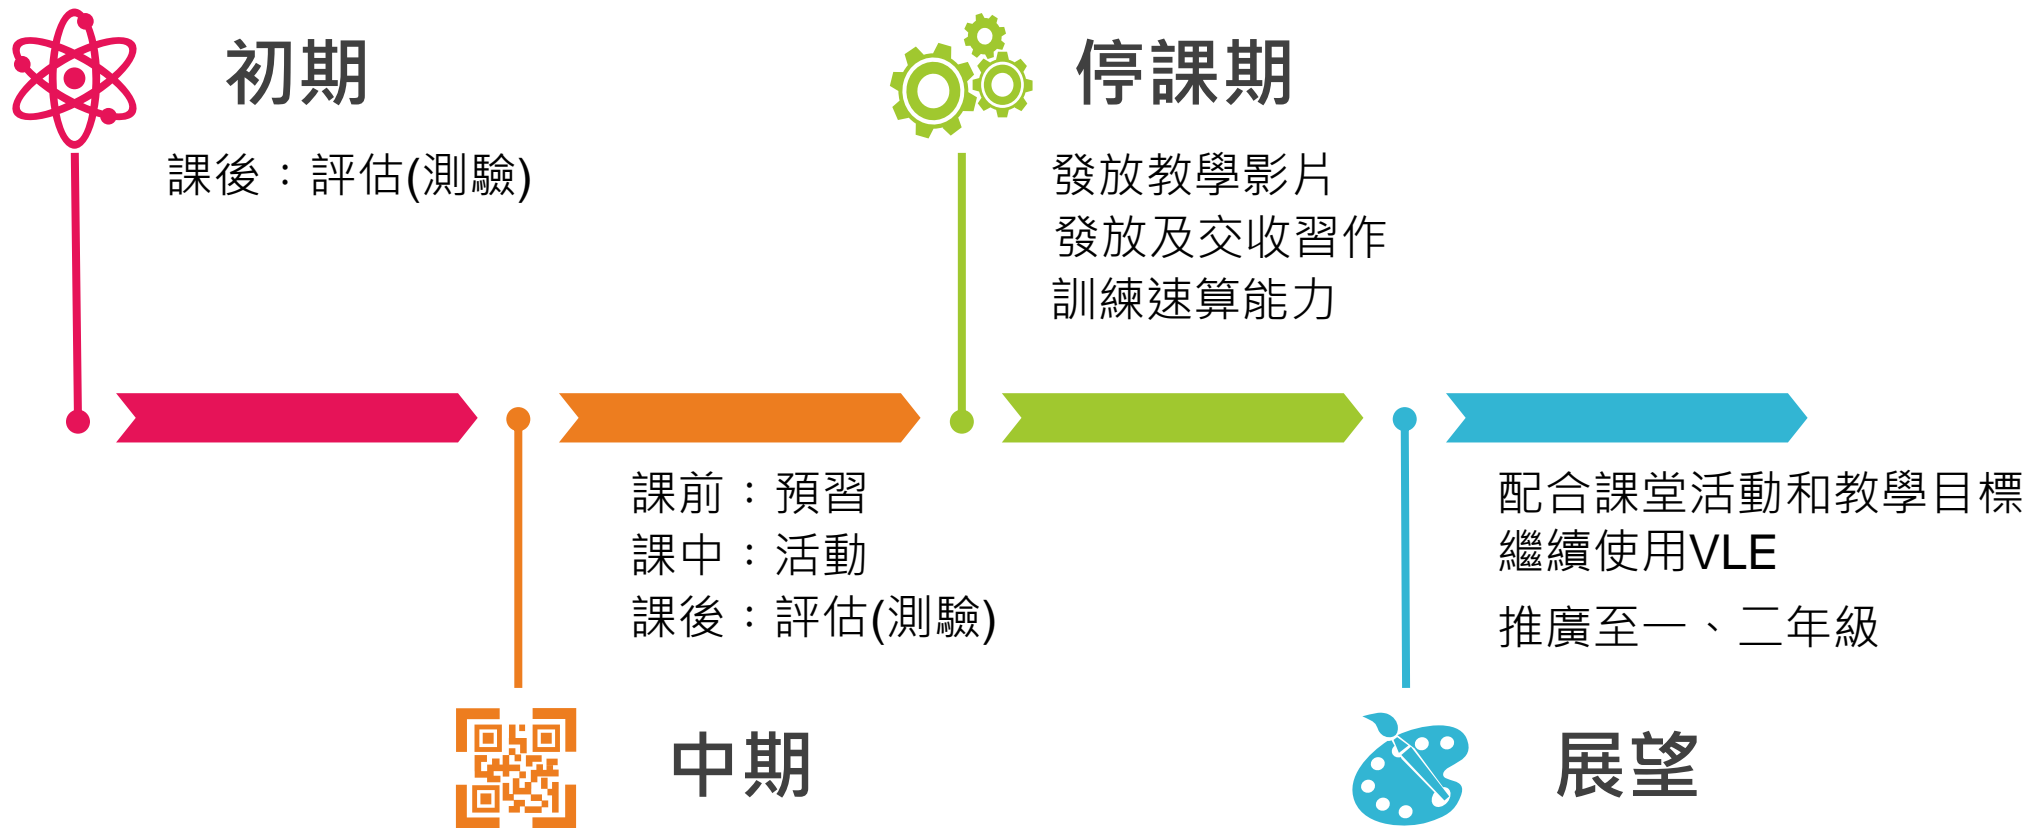 初期
課後：評估(測驗)
課前：預習
課中：活動
課後：評估(測驗)
中期
停課期
發放教學影片
發放及交收習作
訓練速算能力
配合課堂活動和教學目標
繼續使用VLE
推廣至一、二年級
展望